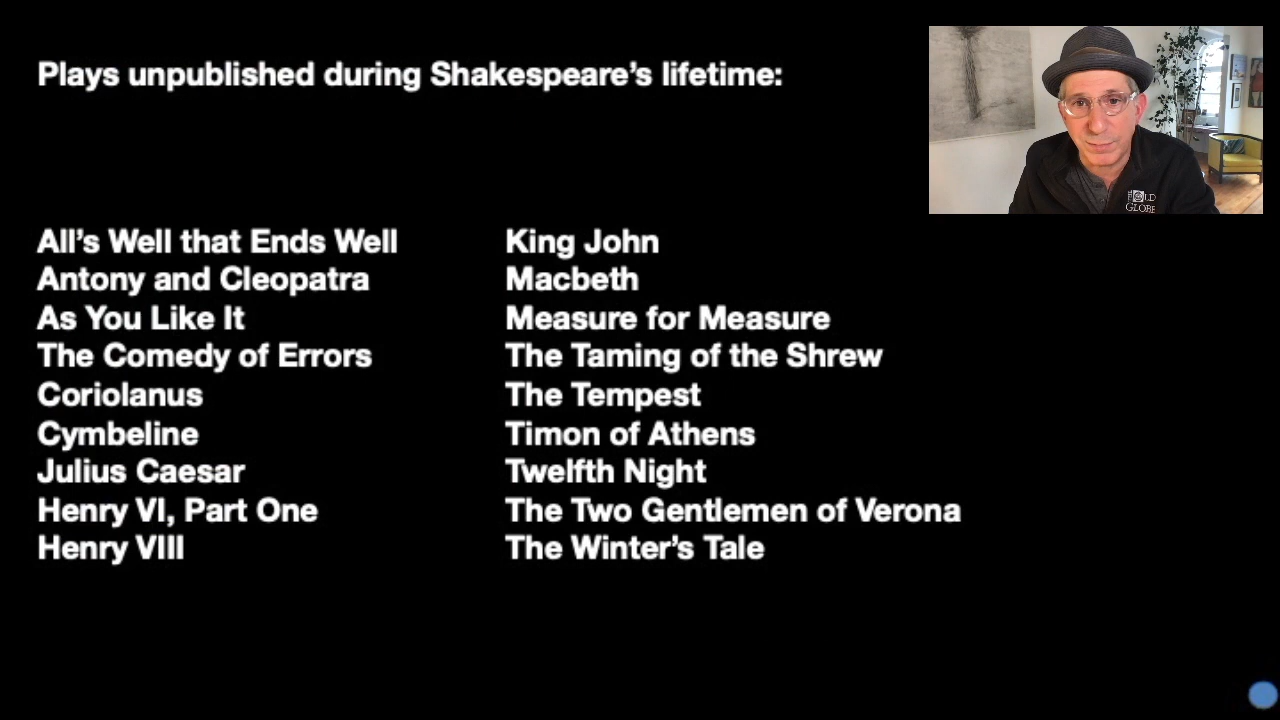 Plays unpublished during Shakespeare’s lifetime:
All’s Well that Ends Well
Antony and Cleopatra
As You Like It
The Comedy of Errors
Coriolanus
Cymbeline
Julius Caesar
Henry VI, Part One
Henry VIII
King John
Macbeth
Measure for Measure
The Taming of the Shrew
The Tempest
Timon of Athens
Twelfth Night
The Two Gentlemen of Verona
The Winter’s Tale
THE OLD
GLOBE